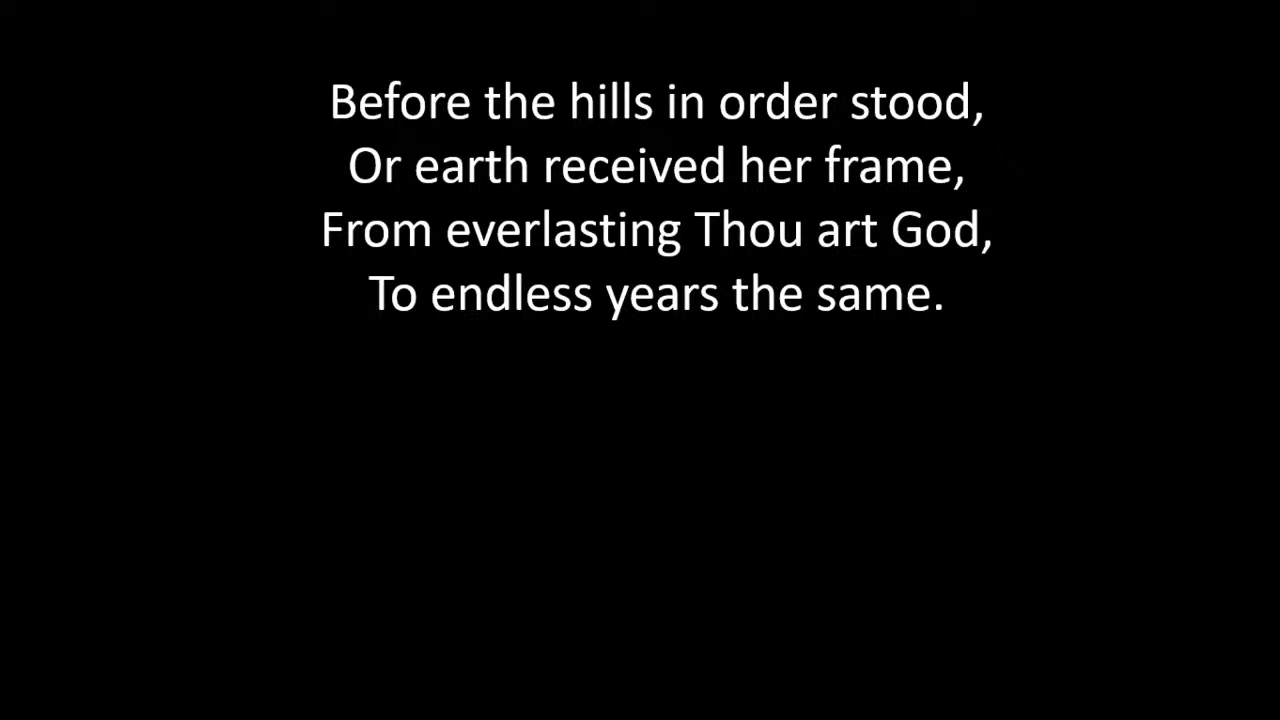 Before the hills in order stood,
Or earth received her frame,
From everlasting Thou art God,
To endless years the same.